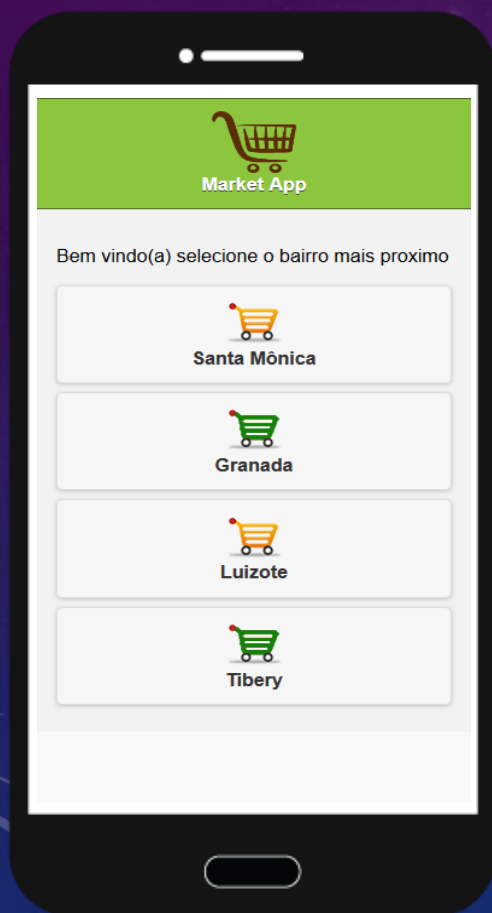 Market App
Bem vindo(a) selecione o bairro mais proximo
Santa Mônica
Granada
Luizote
Tibery